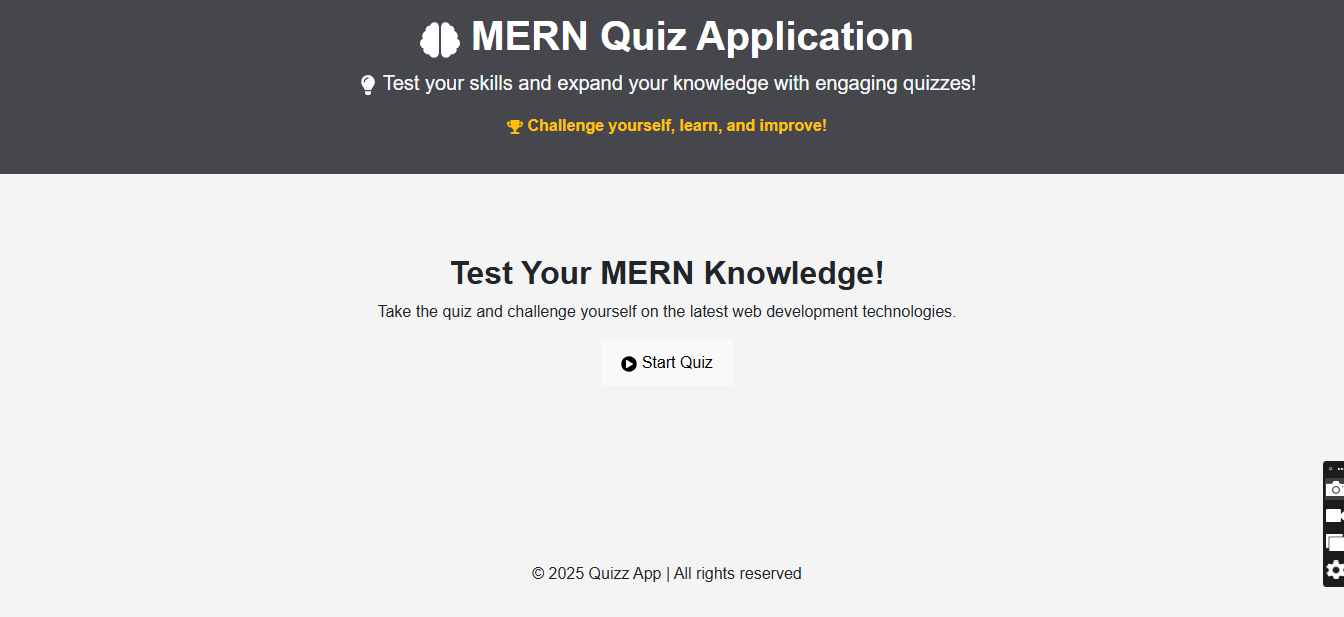 MERN Quiz Application
Test your skills and expand your knowledge with engaging quizzes!
Challenge yourself, learn, and improve!
Test Your MERN Knowledge!
Take the quiz and challenge yourself on the latest web development technologies.
Start Quiz
© 2025 Quizz App | All rights reserved